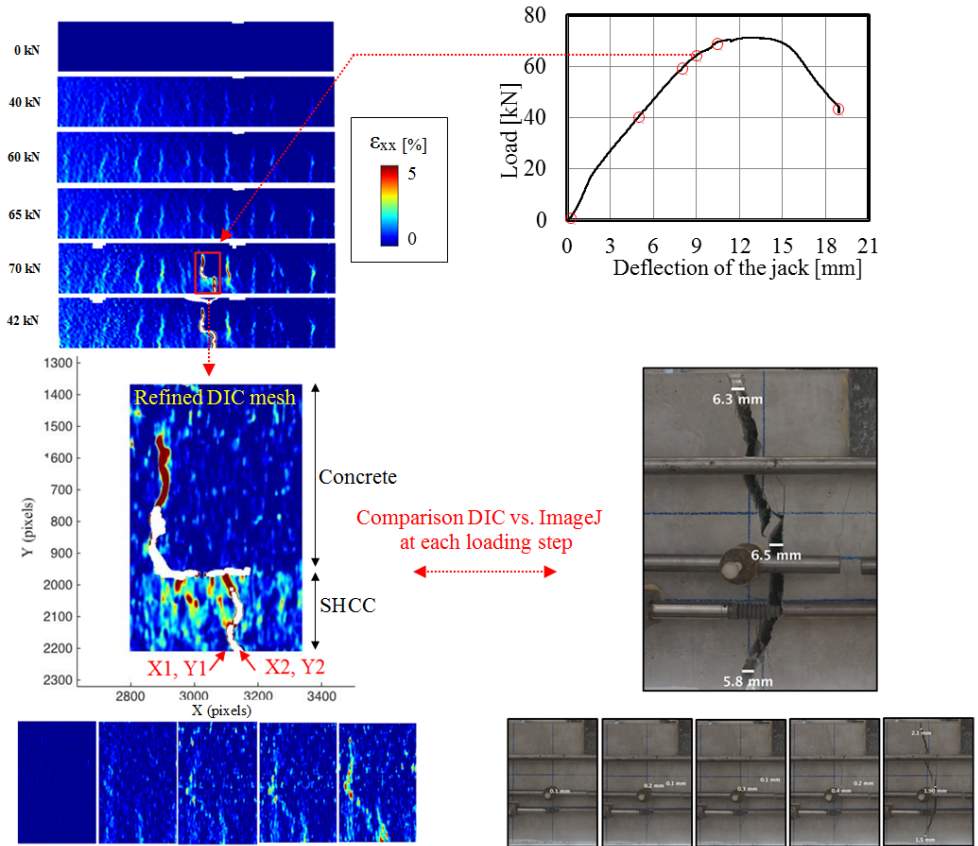 0 kN
40 kN
60 kN
65 kN
70 kN
42 kN
εxx [%]
5
0
80
60
40
20
0
Load [kN]
0 3 6 9 12 15 18 21
Deflection of the jack [mm]
1300
1400
1500
1600
700
800
900
2000
2100
2200
2300
Y (pixels)
Refined DIC mesh
Concrete
SHCC
X1, Y1
X2, Y2
2800 3000 3200 3400
X (pixels)
Comparison DIC vs. ImageJ
at each loading step
6.3 mm
6.5 mm
5.8 mm
0.1 mm
0.2 mm
0.1 mm
0.3 mm
0.1 mm
0.4 mm
0.2 mm
2.1 mm
1.90 mm
1.5 mm